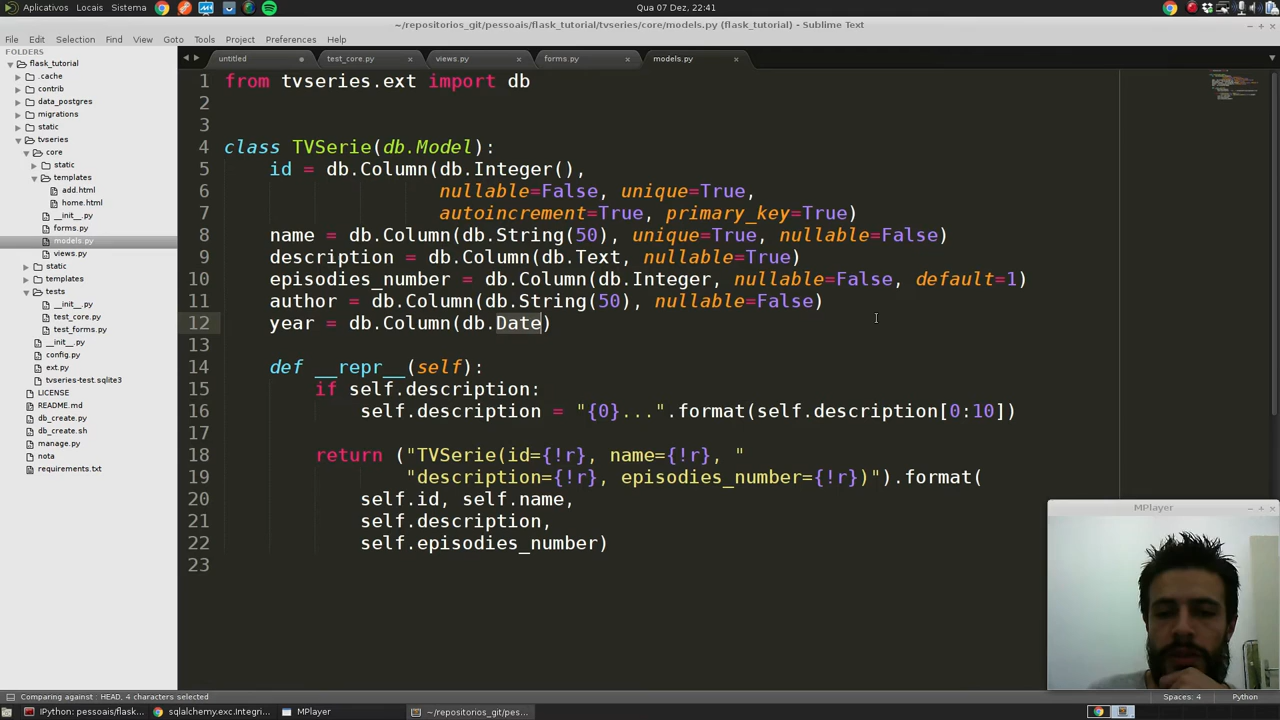 Aplicativos Locais Sistema Qua 07 Dez, 22:41
~/repositorios_git/pessoais/flask_tutorial/tvseries/core/models.py (flask_tutorial) - Sublime Text
File Edit Selection Find View Goto Tools Project Preferences Help
FOLDERS
flask_tutorial
.cache
contrib
data_postgres
migrations
static
tvseries
core
static
templates
add.html
home.html
__init__.py
forms.py
models.py
views.py
static
templates
tests
__init__.py
test_core.py
test_forms.py
__init__.py
config.py
ext.py
tvseries-test.sqlite3
LICENSE
README.md
db_create.py
db_create.sh
manage.py
nota
requirements.txt
untitled test_core.py views.py forms.py models.py
1 from tvseries.ext import db
2
3
4 class TVSerie(db.Model):
5 id = db.Column(db.Integer(),
6 nullable=False, unique=True,
7 autoincrement=True, primary_key=True)
8 name = db.Column(db.String(50), unique=True, nullable=False)
9 description = db.Column(db.Text, nullable=True)
10 episodies_number = db.Column(db.Integer, nullable=False, default=1)
11 author = db.Column(db.String(50), nullable=False)
12 year = db.Column(db.Date)
13
14 def __repr__(self):
15 if self.description:
16 self.description = "{0}...".format(self.description[0:10])
17
18 return ("TVSerie(id={!r}, name={!r}, "
19 "description={!r}, episodies_number={!r})").format(
20 self.id, self.name,
21 self.description,
22 self.episodies_number)
23
MPlayer
Comparing against : HEAD, 4 characters selected Spaces: 4 Python
IPython: pessoais/flask... sqlalchemy.exc.Integri... MPlayer ~/repositorios_git/pes...